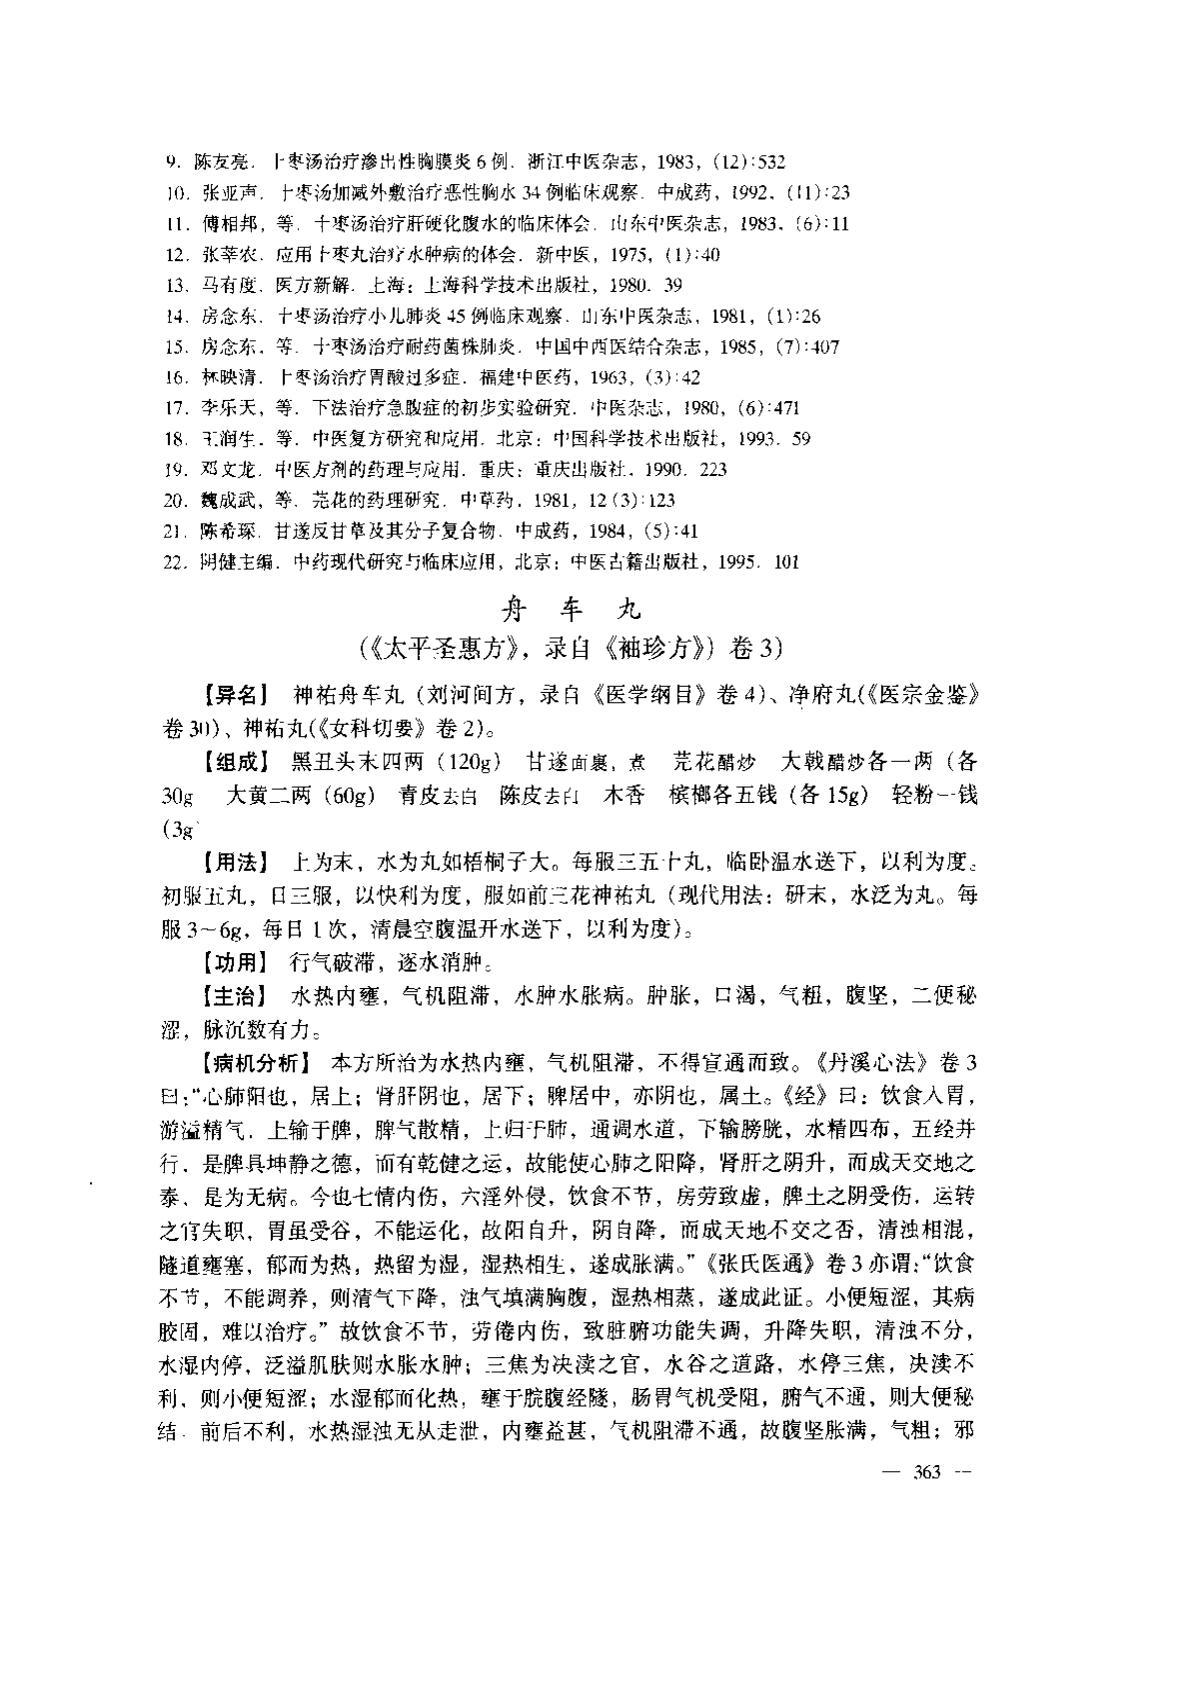 9. 陈友亮. 十枣汤治疗渗出性胸膜炎 6 例. 浙江中医杂志, 1983, (12):532
10. 张亚声. 十枣汤加减外敷治疗恶性胸水 34 例临床观察. 中成药, 1992, (11):23
11. 傅相邦, 等. 十枣汤治疗肝硬化腹水的临床体会. 山东中医杂志, 1983, (6):11
12. 张莘农. 应用十枣丸治疗水肿病的体会. 新中医, 1975, (1):40
13. 马有度. 医方新解. 上海: 上海科学技术出版社, 1980. 39
14. 房念东. 十枣汤治疗小儿肺炎 45 例临床观察. 山东中医杂志, 1981, (1):26
15. 房念东, 等. 十枣汤治疗耐药菌株肺炎. 中国中西医结合杂志, 1985, (7):407
16. 林映清. 十枣汤治疗胃酸过多症. 福建中医药, 1963, (3):42
17. 李乐天, 等. 下法治疗急腹症的初步实验研究. 中医杂志, 1980, (6):471
18. 王润生, 等. 中医复方研究和应用. 北京: 中国科学技术出版社, 1993. 59
19. 邓文龙. 中医方剂的药理与应用. 重庆: 重庆出版社, 1990. 223
20. 魏成武, 等. 芫花的药理研究. 中草药, 1981, 12 (3):123
21. 陈希琛. 甘遂反甘草及其分子复合物. 中成药, 1984, (5):41
22. 阴健主编. 中药现代研究与临床应用, 北京: 中医古籍出版社, 1995. 101
舟 车 丸
(《太平圣惠方》, 录自《袖珍方》) 卷 3)
【异名】 神祐舟车丸（刘河间方，录自《医学纲目》卷 4）、净府丸(《医宗金鉴》
卷 30)、神祐丸(《女科切要》卷 2)。
【组成】 黑丑头末四两（120g） 甘遂面裹, 煮 芫花醋炒 大戟醋炒各一两（各
30g 大黄二两（60g） 青皮去白 陈皮去白 木香 槟榔各五钱（各 15g） 轻粉一钱
(3g
【用法】 上为末，水为丸如梧桐子大。每服三五十丸，临卧温水送下，以利为度。
初服五丸，日三服，以快利为度，服如前三花神祐丸（现代用法：研末，水泛为丸。每
服 3~6g，每日 1 次，清晨空腹温开水送下，以利为度）。
【功用】 行气破滞，逐水消肿。
【主治】 水热内壅，气机阻滞，水肿水胀病。肿胀，口渴，气粗，腹坚，二便秘
涩，脉沉数有力。
【病机分析】 本方所治为水热内壅，气机阻滞，不得宣通而致。《丹溪心法》卷 3
曰:“心肺阳也，居上；肾肝阴也，居下；脾居中，亦阴也，属土。《经》曰：饮食入胃，
游溢精气，上输于脾，脾气散精，上归于肺，通调水道，下输膀胱，水精四布，五经并
行，是脾具坤静之德，而有乾健之运，故能使心肺之阳降，肾肝之阴升，而成天交地之
泰，是为无病。今也七情内伤，六淫外侵，饮食不节，房劳致虚，脾土之阴受伤，运转
之官失职，胃虽受谷，不能运化，故阳自升，阴自降，而成天地不交之否，清浊相混，
隧道壅塞，郁而为热，热留为湿，湿热相生，遂成胀满。”《张氏医通》卷 3 亦谓:“饮食
不节，不能调养，则清气下降，浊气填满胸腹，湿热相蒸，遂成此证。小便短涩，其病
胶固，难以治疗。”故饮食不节，劳倦内伤，致脏腑功能失调，升降失职，清浊不分，
水湿内停，泛溢肌肤则水胀水肿；三焦为决渎之官，水谷之道路，水停三焦，决渎不
利，则小便短涩；水湿郁而化热，壅于脘腹经隧，肠胃气机受阻，腑气不通，则大便秘
结. 前后不利，水热湿浊无从走泄，内壅益甚，气机阻滞不通，故腹坚胀满，气粗；邪
— 363 —